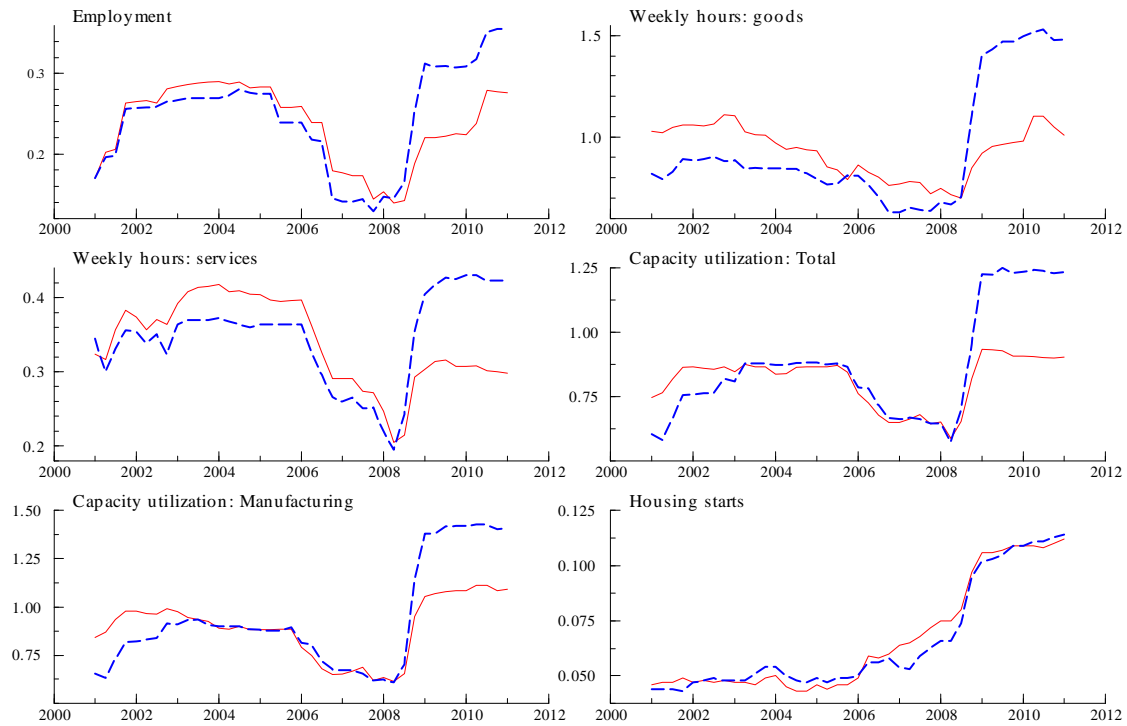 Employment
0.3
0.2
2000 2002 2004 2006 2008 2010 2012
Weekly hours: goods
1.5
1.0
2000 2002 2004 2006 2008 2010 2012
Weekly hours: services
0.4
0.3
0.2
2000 2002 2004 2006 2008 2010 2012
Capacity utilization: Total
1.25
1.00
0.75
2000 2002 2004 2006 2008 2010 2012
Capacity utilization: Manufacturing
1.50
1.00
0.75
2000 2002 2004 2006 2008 2010 2012
Housing starts
0.125
0.100
0.075
0.050
2000 2002 2004 2006 2008 2010 2012